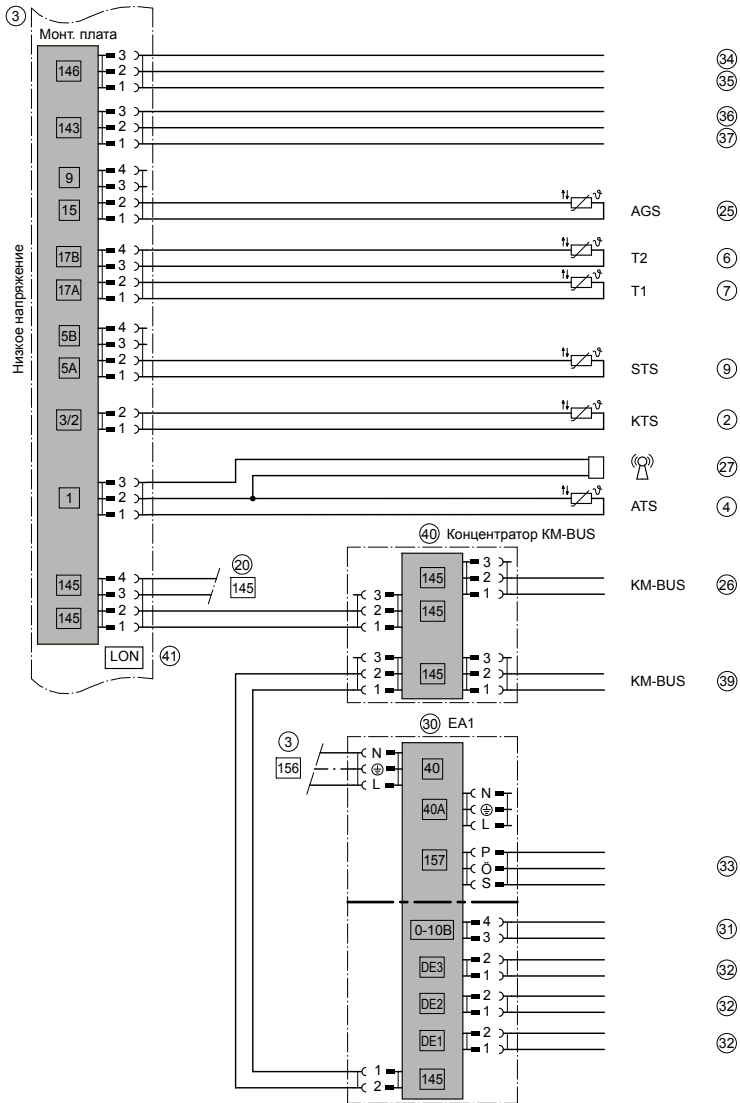 3
Монт. плата
Низкое напряжение
146 3 34
2 35
1
143 3 36
2 37
1
9 4
3
15 2 AGS 25
1
17B 4 T2 6
3
17A 2 T1 7
1
5B 4
3
5A 2 STS 9
1
3/2 2 KTS 2
1
1 3 27
2 ATS 4
1
40 Концентратор KM-BUS
145 4 20 145
3
145 2
1
LON 41
145 3
2 KM-BUS 26
1
145 3
2
1
145 3 3
2 2 KM-BUS 39
1 1
30 EA1
3 156
N 40
L
40A N
L
157 P
Ö 33
S
0-10В 4 31
3
DE3 2 32
1
DE2 2 32
1
DE1 2 32
1
1 145
2